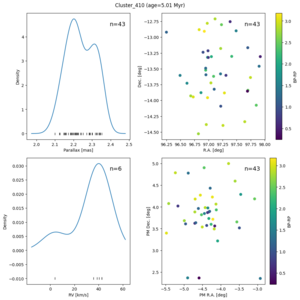 Cluster_410 (age=5.01 Myr)
n=43
4
3
2
1
0
Density
2.0 2.1 2.2 2.3 2.4 2.5
Parallax [mas]
n=43
-12.75
-13.00
-13.25
-13.50
-13.75
-14.00
-14.25
-14.50
Dec. [deg]
96.25 96.50 96.75 97.00 97.25 97.50 97.75 98.00
R.A. [deg]
3.0
2.5
2.0
1.5
1.0
0.5
BP-RP
n=6
0.030
0.025
0.020
0.015
0.010
0.005
0.000
-0.005
-0.010
Density
0 20 40 60
RV [km/s]
n=43
5.0
4.5
4.0
3.5
3.0
2.5
PM Dec. [deg]
-5.5 -5.0 -4.5 -4.0 -3.5 -3.0
PM R.A. [deg]
3.0
2.5
2.0
1.5
1.0
0.5
BP-RP